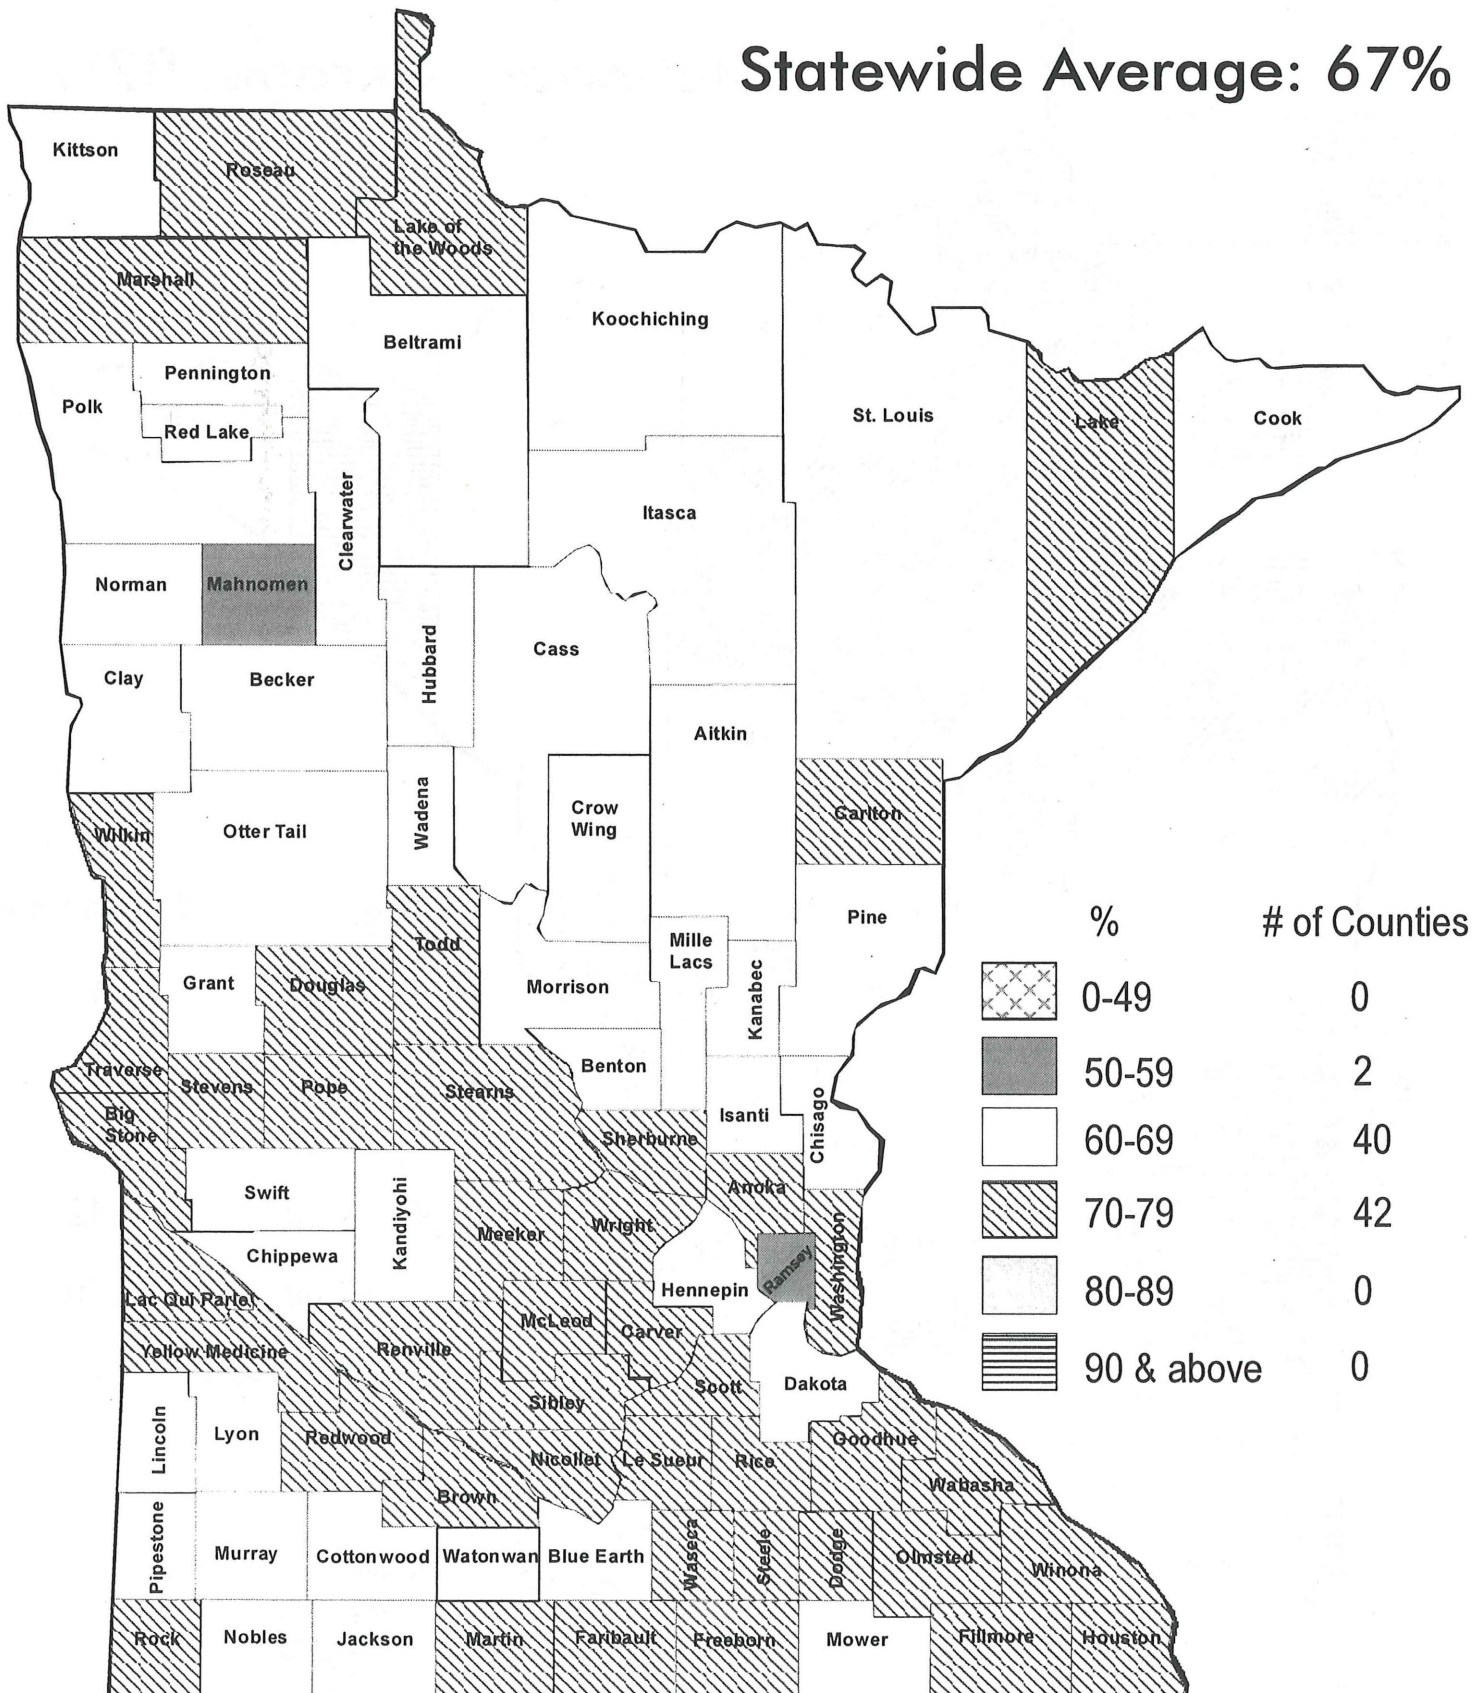 Statewide Average: 67%
Kittson
Roseau
Lake of
the Woods
Marshall
Koochiching
Beltrami
Pennington
Polk
Red Lake
St. Louis
Lake
Cook
Clearwater
Itasca
Norman
Mahnomen
Hubbard
Cass
Clay
Becker
Aitkin
Wadena
Crow
Wing
Carlton
Wilkin
Otter Tail
Pine
Todd
Mille
Lacs
Kanabec
Grant
Douglas
Morrison
Traverse
Stevens
Pope
Stearns
Benton
Big
Stone
Isanti
Chisago
Sherburne
Swift
Kandiyohi
Anoka
Meeker
Wright
Washington
Chippewa
Ramsey
Hennepin
Lac Qui Parle
McLeod
Carver
Yellow Medicine
Renville
Scott
Dakota
Sibley
Lincoln
Lyon
Redwood
Goodhue
Nicollet
Le Sueur
Rice
Wabasha
Brown
Pipestone
Murray
Cottonwood
Watonwan
Blue Earth
Waseca
Steele
Dodge
Olmsted
Winona
Rock
Nobles
Jackson
Martin
Faribault
Freeborn
Mower
Fillmore
Houston
% # of Counties
0-49 0
50-59 2
60-69 40
70-79 42
80-89 0
90 & above 0